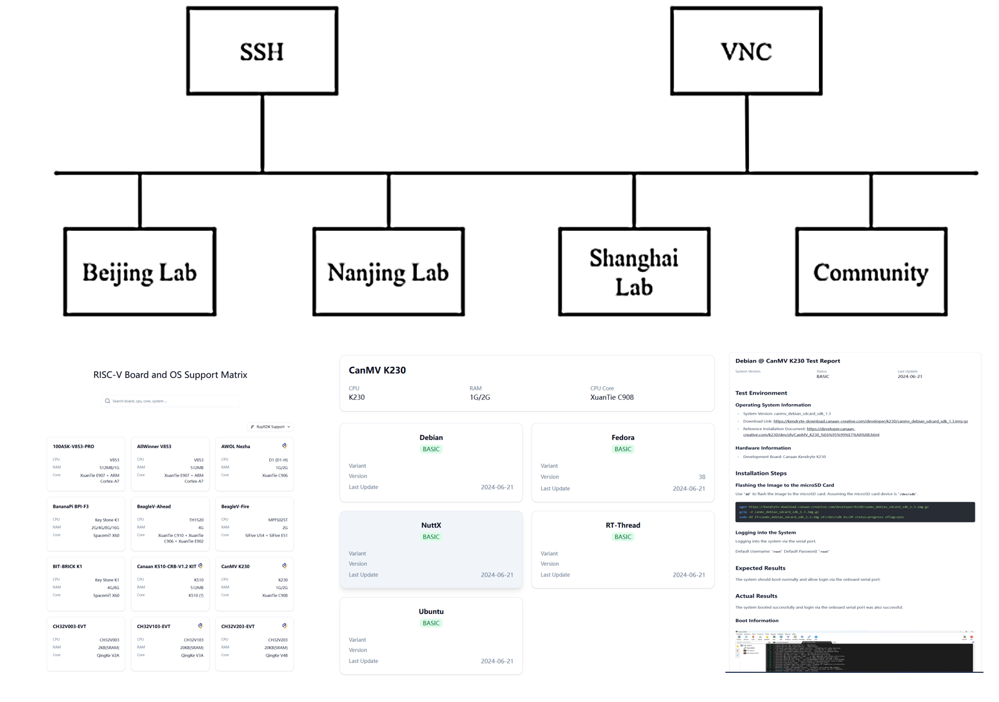 SSH
VNC
Beijing Lab
Nanjing Lab
Shanghai
Lab
Community
RISC-V Board and OS Support Matrix
Search board, cpu, core, system ...
RuyiSDK Support
100ASK-V853-PRO
CPU V853
RAM 512MB/1G
Core XuanTie E907 + ARM
Cortex-A7
AllWinner V853
CPU V853
RAM 512MB
Core XuanTie E907 + ARM
Cortex-A7
AWOL Nezha
CPU D1 (D1-H)
RAM 1G/2G
Core XuanTie C906
BananaPi BPI-F3
CPU Key Stone K1
RAM 2G/4G/8G/16G
Core SpacemiT X60
BeagleV-Ahead
CPU TH1520
RAM 4G
Core XuanTie C910 + XuanTie
C906 + XuanTie E902
BeagleV-Fire
CPU MPFS025T
RAM 2G
Core SiFive U54 + SiFive E51
BIT-BRICK K1
CPU Key Stone K1
RAM 4G/8G
Core SpacemiT X60
Canaan K510-CRB-V1.2 KIT
CPU K510
RAM 512MB
Core K510 (?)
CanMV K230
CPU K230
RAM 1G/2G
Core XuanTie C908
CH32V003-EVT
CPU CH32V003
RAM 2KB(SRAM)
Core QingKe V2A
CH32V103-EVT
CPU CH32V103
RAM 20KB(SRAM)
Core QingKe V3A
CH32V203-EVT
CPU CH32V203
RAM 20KB(SRAM)
Core QingKe V4B
CanMV K230
CPU RAM CPU Core
K230 1G/2G XuanTie C908
Debian
BASIC
Variant
Version
Last Update 2024-06-21
Fedora
BASIC
Variant
Version 38
Last Update 2024-06-21
NuttX
BASIC
Variant
Version
Last Update 2024-06-21
RT-Thread
BASIC
Variant
Version
Last Update 2024-06-21
Ubuntu
BASIC
Variant
Version
Last Update 2024-06-21
Debian @ CanMV K230 Test Report
System Version Status Last Update
BASIC 2024-06-21
Test Environment
Operating System Information
System Version: canmv_debian_sdcard_sdk_1.3
Download Link: https://kendryte-download.canaan-creative.com/developer/k230/canmv_debian_sdcard_sdk_1.3.img.gz
Reference Installation Document: https://developer.canaan-
creative.com/k230/dev/zh/CanMV_K230_%E6%95%99%E7%A8%8B.html
Hardware Information
Development Board: Canaan Kendryte K230
Installation Steps
Flashing the Image to the microSD Card
Use `dd` to flash the image to the microSD card. Assuming the microSD card device is `/dev/sdb`.
wget https://kendryte-download.canaan-creative.com/developer/k230/canmv_debian_sdcard_sdk_1.3.img.gz
gzip -d canmv_debian_sdcard_sdk_1.3.img.gz
sudo dd if=canmv_debian_sdcard_sdk_1.3.img of=/dev/sdb bs=1M status=progress oflag=sync
Logging into the System
Logging into the system via the serial port.
Default Username: `root` Default Password: `root`
Expected Results
The system should boot normally and allow login via the onboard serial port.
Actual Results
The system booted successfully and login via the onboard serial port was also successful.
Boot Information